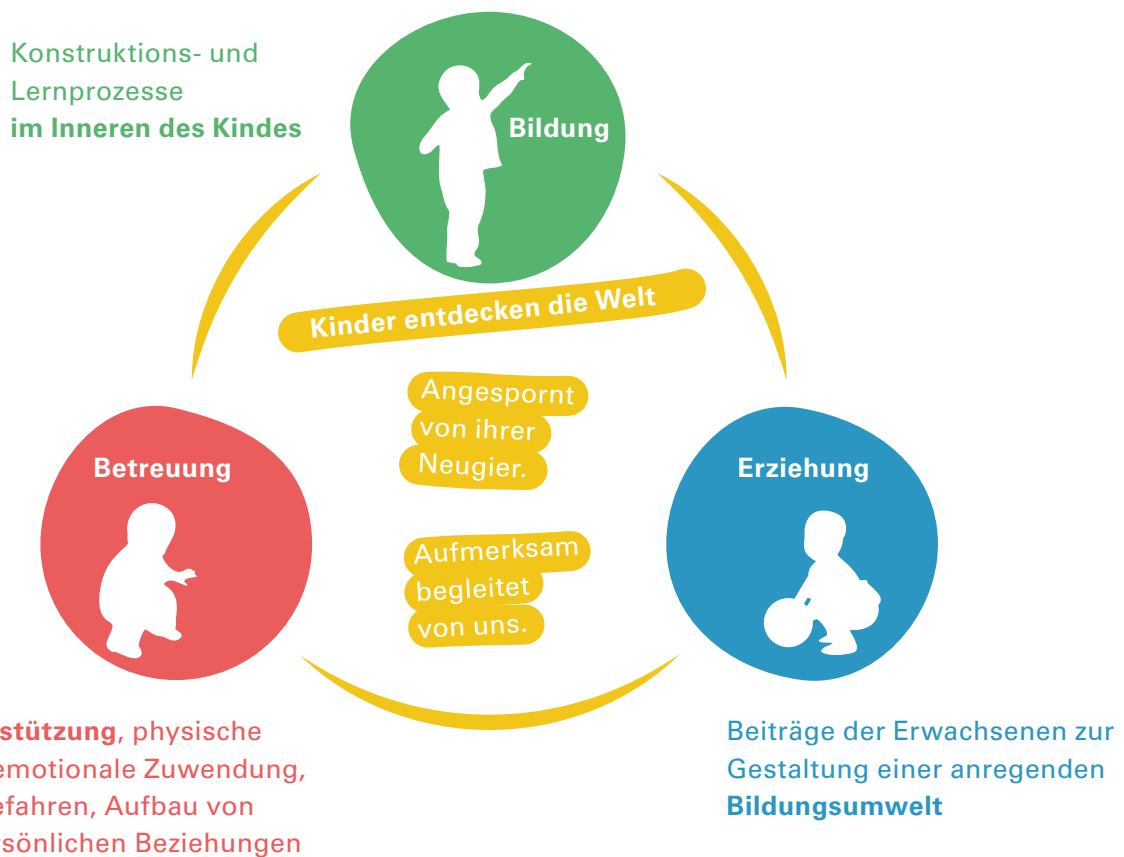 Konstruktions- und
Lernprozesse
im Inneren des Kindes
Bildung
Kinder entdecken die Welt
Angespornt
von ihrer
Neugier.
Aufmerksam
begleitet
von uns.
Betreuung
Erziehung
stützung, physische
emotionale Zuwendung,
efahren, Aufbau von
rsönlichen Beziehungen
Beiträge der Erwachsenen zur
Gestaltung einer anregenden
Bildungsumwelt